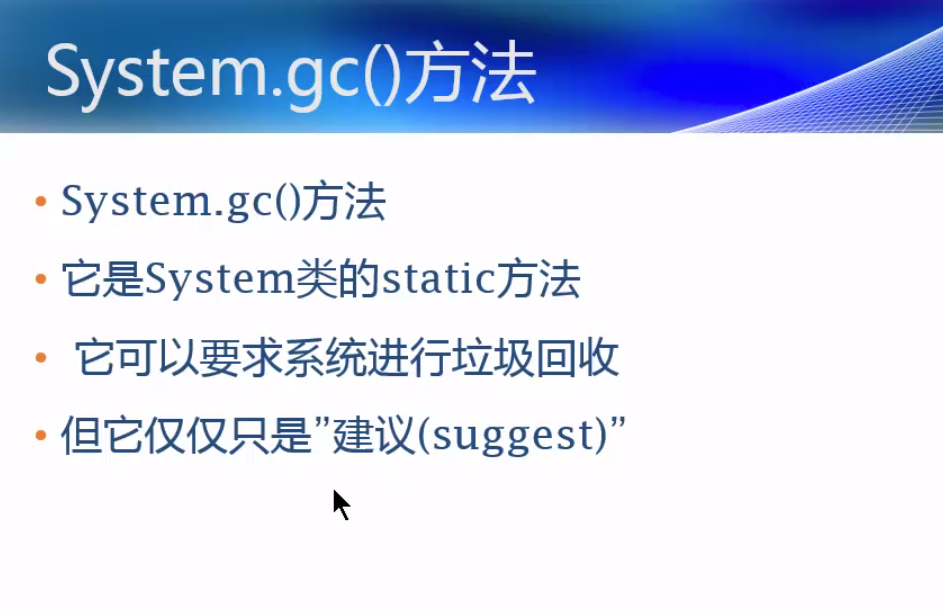 System.gc()方法
• System.gc()方法
• 它是System类的static方法
• 它可以要求系统进行垃圾回收
• 但它仅仅只是”建议(suggest)”